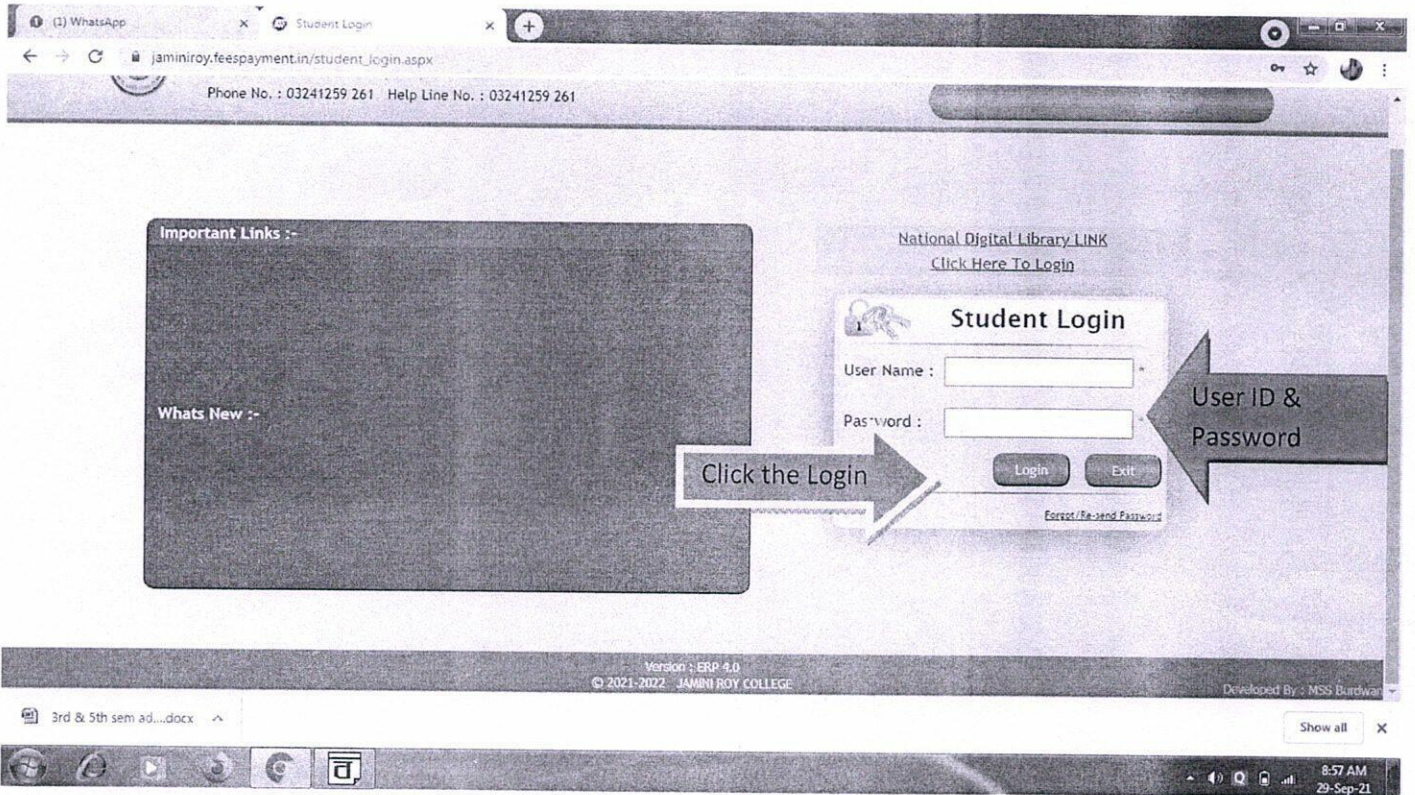 (1) WhatsApp
Student Login
jaminiroy.feespayment.in/student_login.aspx
Phone No. : 03241259 261 Help Line No. : 03241259 261
Important Links :-
National Digital Library LINK
Click Here To Login
Student Login
User Name : *
Whats New :-
Password : *
User ID &
Password
Click the Login
Login Exit
Forgot/Re-send Password
Version : ERP 4.0
© 2021-2022 JAMINI ROY COLLEGE
Developed By : MSS Burdwan
3rd & 5th sem ad....docx
Show all
8:57 AM
29-Sep-21